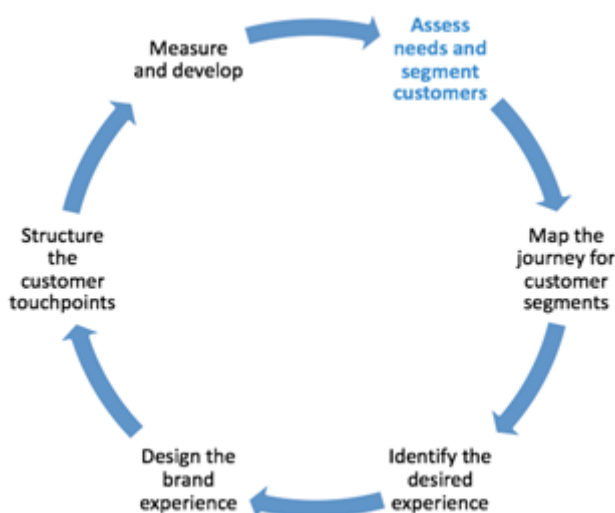 Assess
needs and
segment
customers
Map the
journey for
customer
segments
Identify the
desired
experience
Design the
brand
experience
Structure
the
customer
touchpoints
Measure
and develop